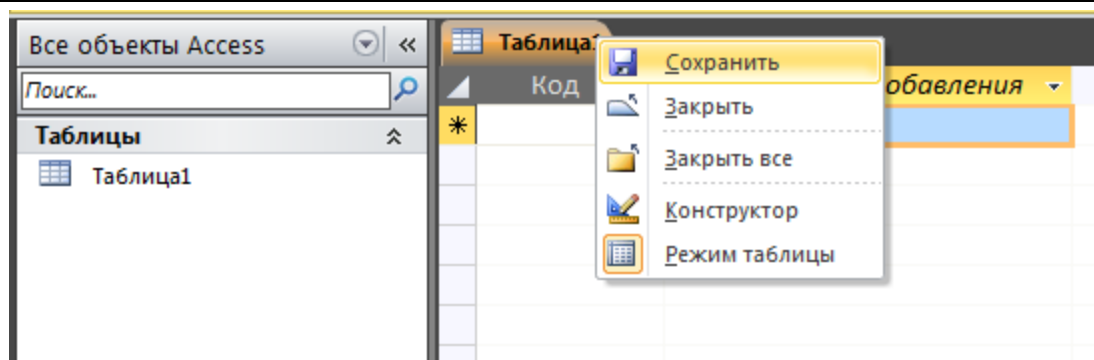 Все объекты Access
Поиск...
Таблицы
Таблица1
Таблица1
Код
обавления
Сохранить
Закрыть
Закрыть все
Конструктор
Режим таблицы